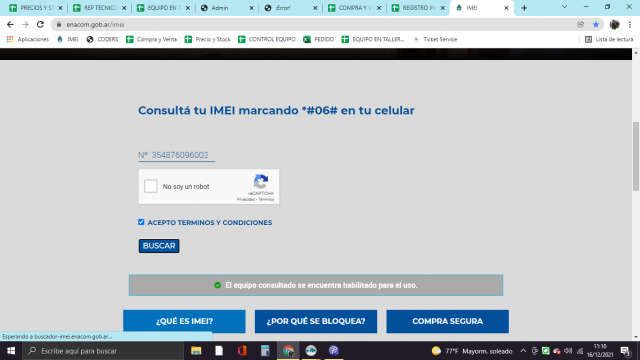 PRECIOS Y S
REP TECNICO
EQUIPO EN T
Admin
¡Error!
COMPRA Y V
REGISTRO IN
IMEI
enacom.gob.ar/imei
Aplicaciones
IMEI
CODERS
Compra y Venta
Precio y Stock
CONTROL EQUIPO
PEDIDO
EQUIPO EN TALLER...
Ticket Service
Lista de lectura
Consultá tu IMEI marcando *#06# en tu celular
Nº 354876096003
No soy un robot
reCAPTCHA
Privacidad - Términos
ACEPTO TERMINOS Y CONDICIONES
BUSCAR
El equipo consultado se encuentra habilitado para el uso.
¿QUÉ ES IMEI?
¿POR QUÉ SE BLOQUEA?
COMPRA SEGURA
Esperando a buscador-imei.enacom.gob.ar...
Escribe aquí para buscar
77°F Mayorm. soleado
11:10
16/12/2021